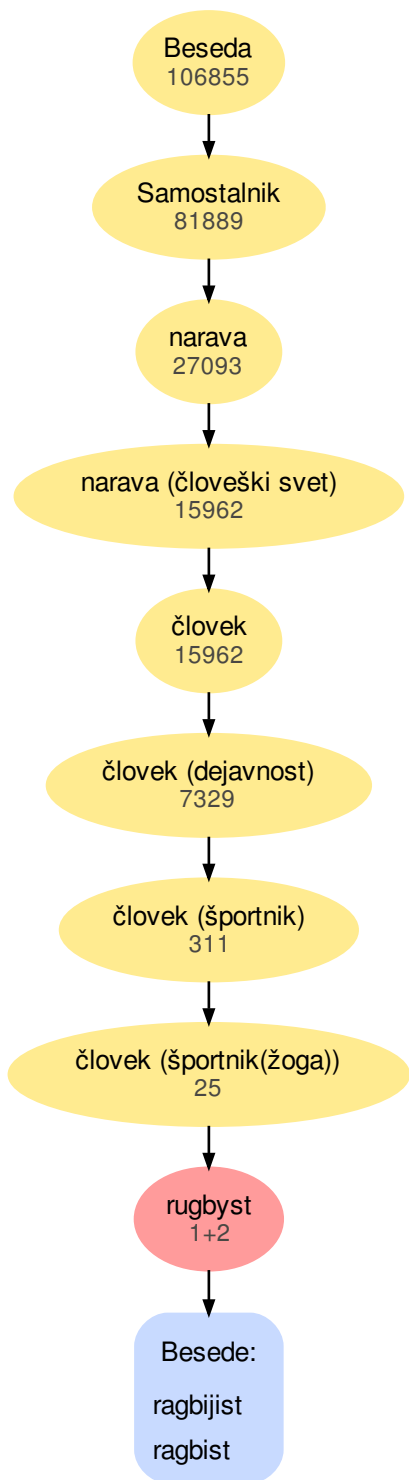 Beseda
106855
Samostalnik
81889
narava
27093
narava (človeški svet)
15962
človek
15962
človek (dejavnost)
7329
človek (športnik)
311
človek (športnik(žoga))
25
rugbyst
1+2
Besede:
ragbijist
ragbist